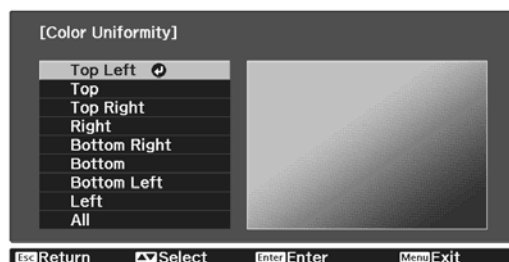 [Color Uniformity]
Top Left
Top
Top Right
Right
Bottom Right
Bottom
Bottom Left
Left
All
Esc Return Select Enter Enter Menu Exit